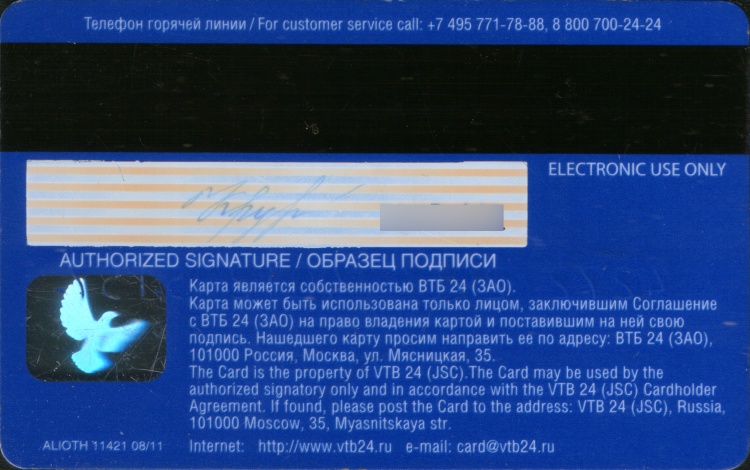 Телефон горячей линии / For customer service call: +7 495 771-78-88, 8 800 700-24-24
ELECTRONIC USE ONLY
AUTHORIZED SIGNATURE / ОБРАЗЕЦ ПОДПИСИ
Карта является собственностью ВТБ 24 (ЗАО).
Карта может быть использована только лицом, заключившим Соглашение
с ВТБ 24 (ЗАО) на право владения картой и поставившим на ней свою
подпись. Нашедшего карту просим направить ее по адресу: ВТБ 24 (ЗАО),
101000 Россия, Москва, ул. Мясницкая, 35.
The Card is the property of VTB 24 (JSC).The Card may be used by the
authorized signatory only and in accordance with the VTB 24 (JSC) Cardholder
Agreement. If found, please post the Card to the address: VTB 24 (JSC), Russia,
101000 Moscow, 35, Myasnitskaya str.
ALIOTH 11421 08/11 Internet: http://www.vtb24.ru e-mail: card@vtb24.ru